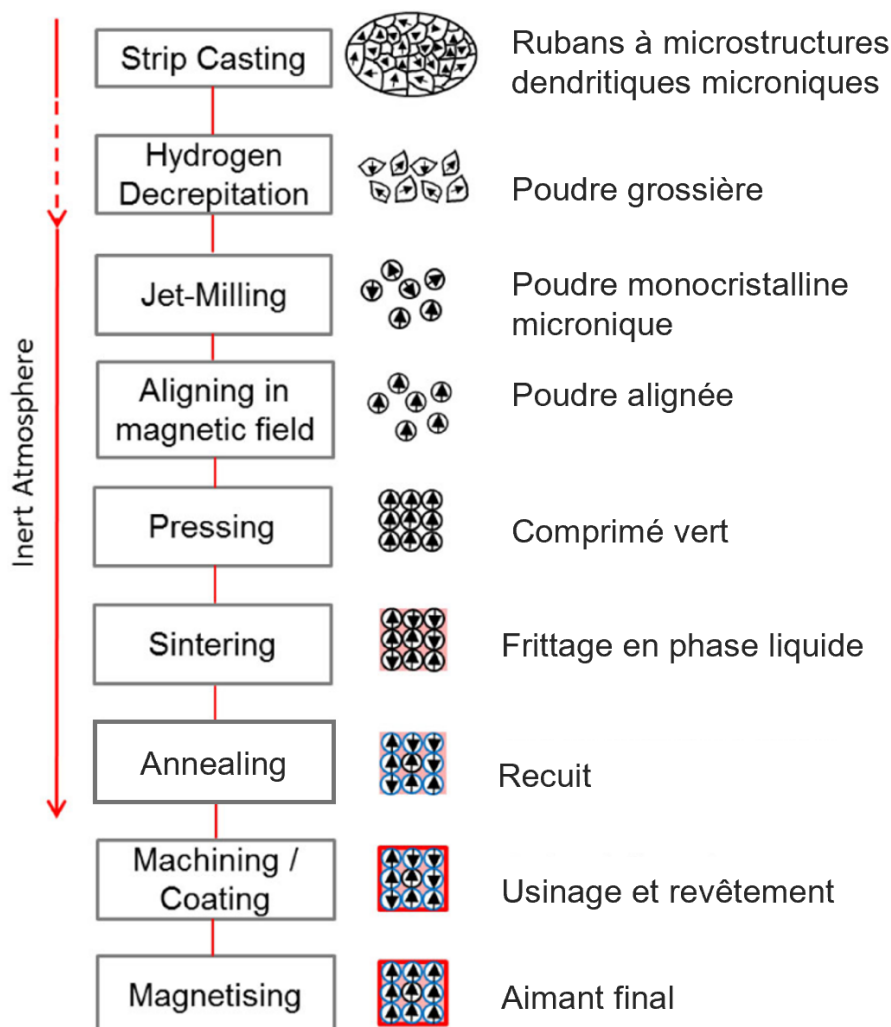 Strip Casting
Rubans à microstructures
dendritiques microniques
Hydrogen
Decrepitation
Poudre grossière
Jet-Milling
Poudre monocristalline
micronique
Aligning in
magnetic field
Poudre alignée
Inert Atmosphere
Pressing
Comprimé vert
Sintering
Frittage en phase liquide
Annealing
Recuit
Machining /
Coating
Usinage et revêtement
Magnetising
Aimant final